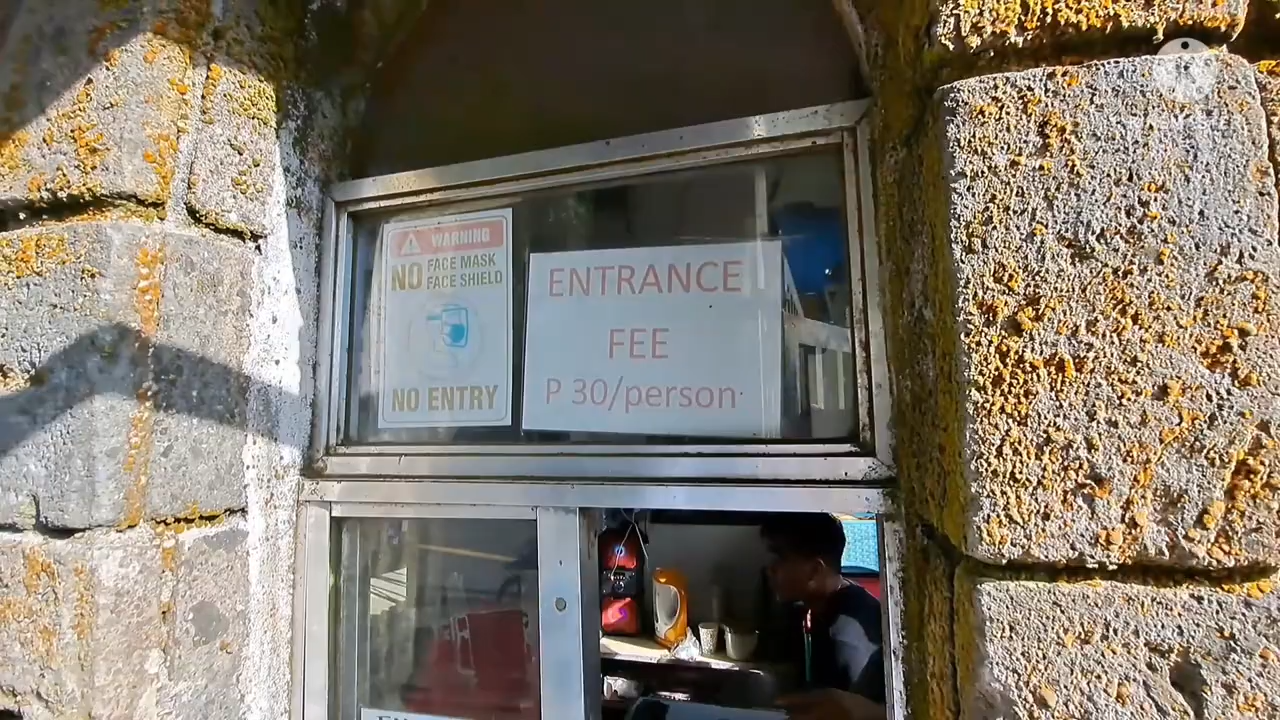 WARNING
NO FACE MASK
FACE SHIELD
NO ENTRY
ENTRANCE
FEE
P 30/person